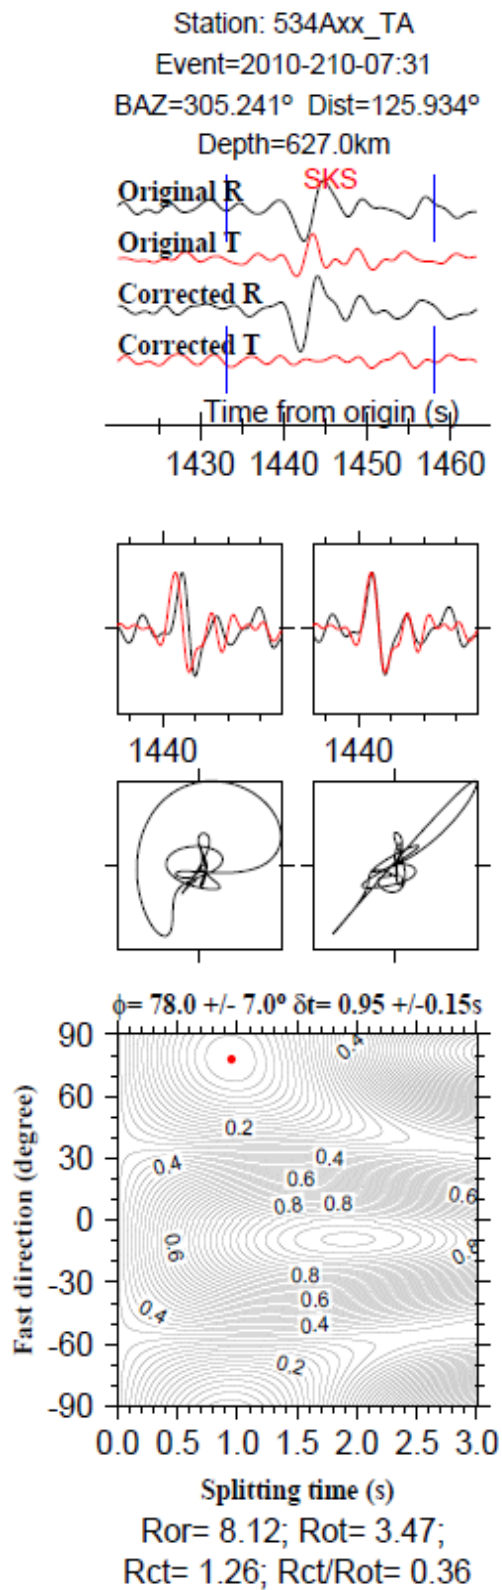 Station: 534Axx_TA
Event=2010-210-07:31
BAZ=305.241º Dist=125.934º
Depth=627.0km
SKS
Original R
Original T
Corrected R
Corrected T
Time from origin (s)
1430 1440 1450 1460
1440 1440
ϕ= 78.0 +/- 7.0º δt= 0.95 +/-0.15s
Fast direction (degree)
90
60
30
0
-30
-60
-90
0.4
0.2
0.4
0.4
0.6
0.6
0.8 0.8
0.6
0.8
0.8
0.6
0.4
0.4
0.2
0.0 0.5 1.0 1.5 2.0 2.5 3.0
Splitting time (s)
Ror= 8.12; Rot= 3.47;
Rct= 1.26; Rct/Rot= 0.36